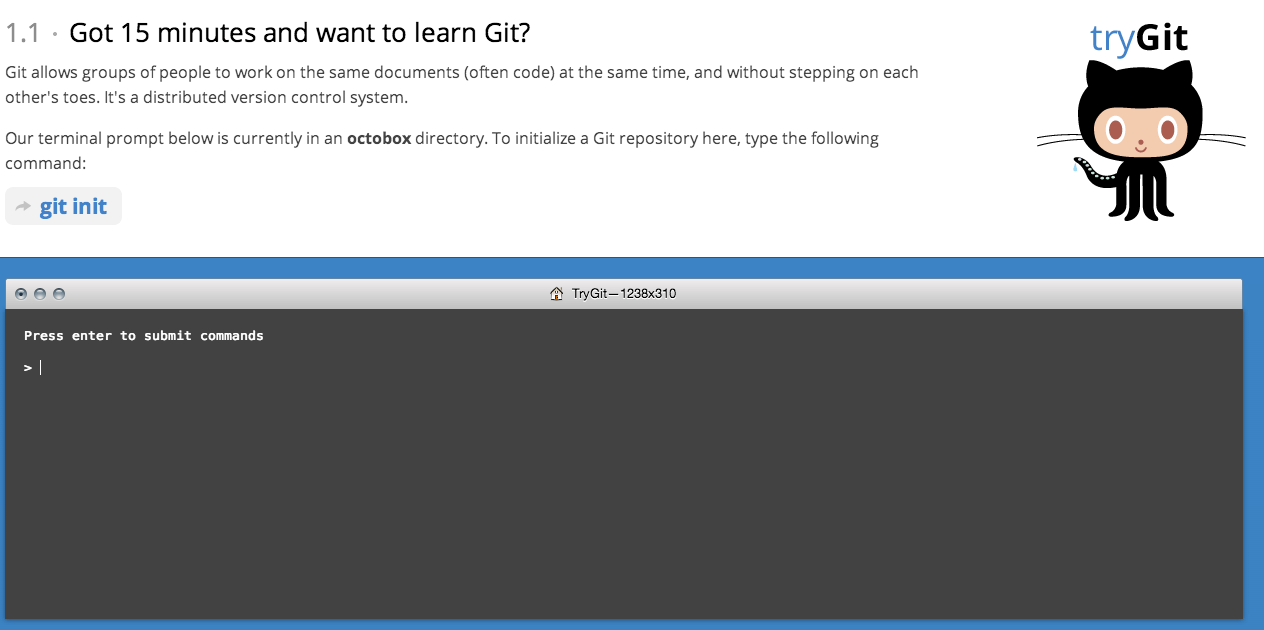 1.1 · Got 15 minutes and want to learn Git?
tryGit
Git allows groups of people to work on the same documents (often code) at the same time, and without stepping on each
other's toes. It's a distributed version control system.
Our terminal prompt below is currently in an octobox directory. To initialize a Git repository here, type the following
command:
git init
TryGit—1238x310
Press enter to submit commands
>